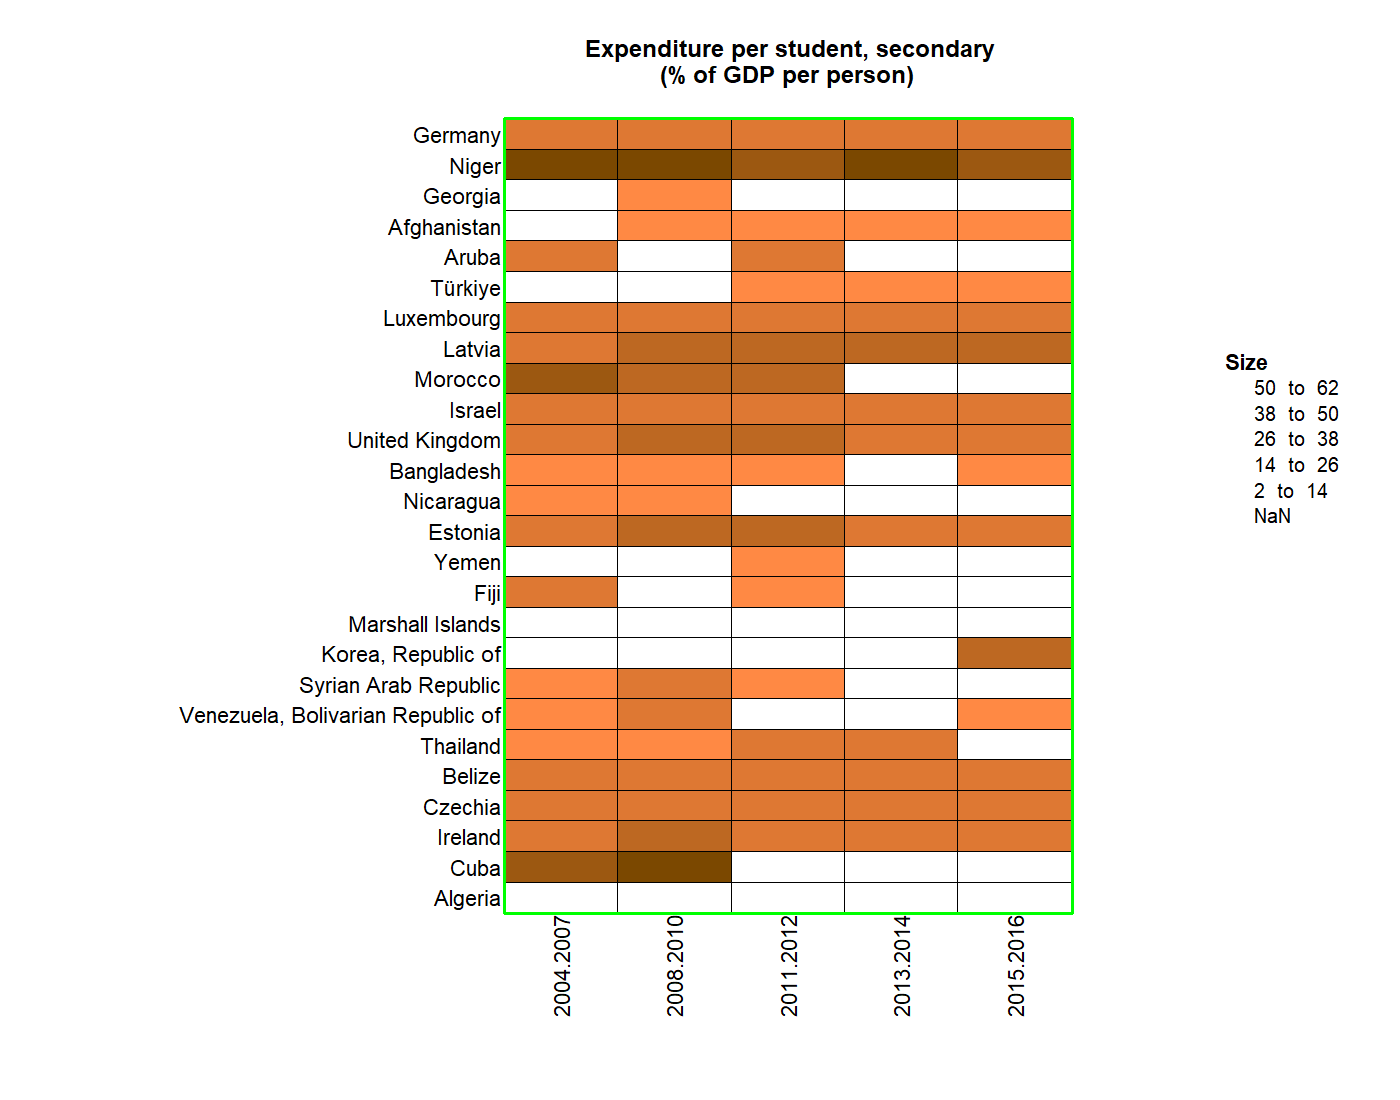 Expenditure per student, secondary
(% of GDP per person)
Germany
Niger
Georgia
Afghanistan
Aruba
Türkiye
Luxembourg
Latvia
Morocco
Israel
United Kingdom
Bangladesh
Nicaragua
Estonia
Yemen
Fiji
Marshall Islands
Korea, Republic of
Syrian Arab Republic
Venezuela, Bolivarian Republic of
Thailand
Belize
Czechia
Ireland
Cuba
Algeria
2004.2007
2008.2010
2011.2012
2013.2014
2015.2016
Size
50 to 62
38 to 50
26 to 38
14 to 26
2 to 14
NaN